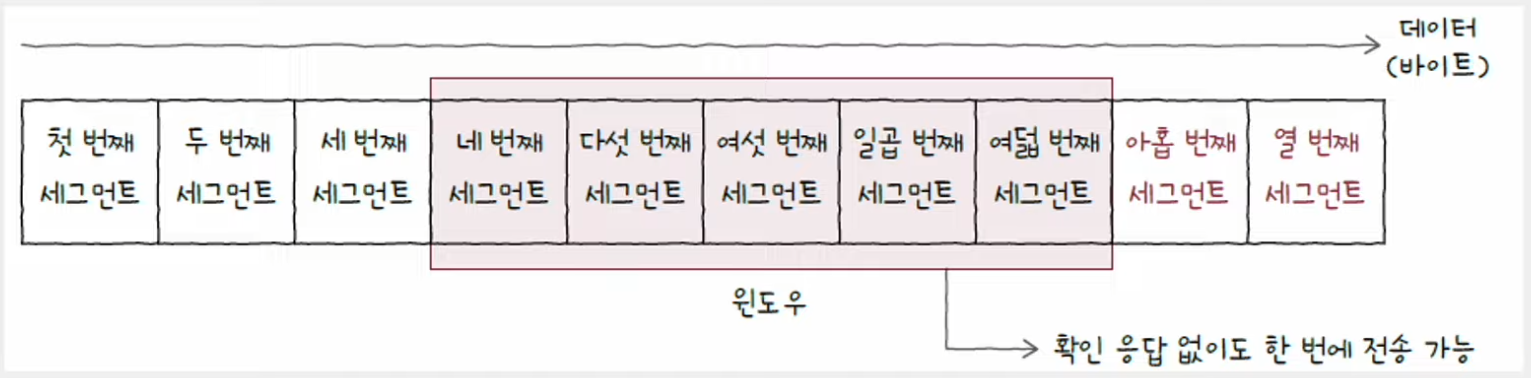 데이터
(바이트)
첫 번째
세그먼트
두 번째
세그먼트
세 번째
세그먼트
네 번째
세그먼트
다섯 번째
세그먼트
여섯 번째
세그먼트
일곱 번째
세그먼트
여덟 번째
세그먼트
아홉 번째
세그먼트
열 번째
세그먼트
윈도우
확인 응답 없이도 한 번에 전송 가능